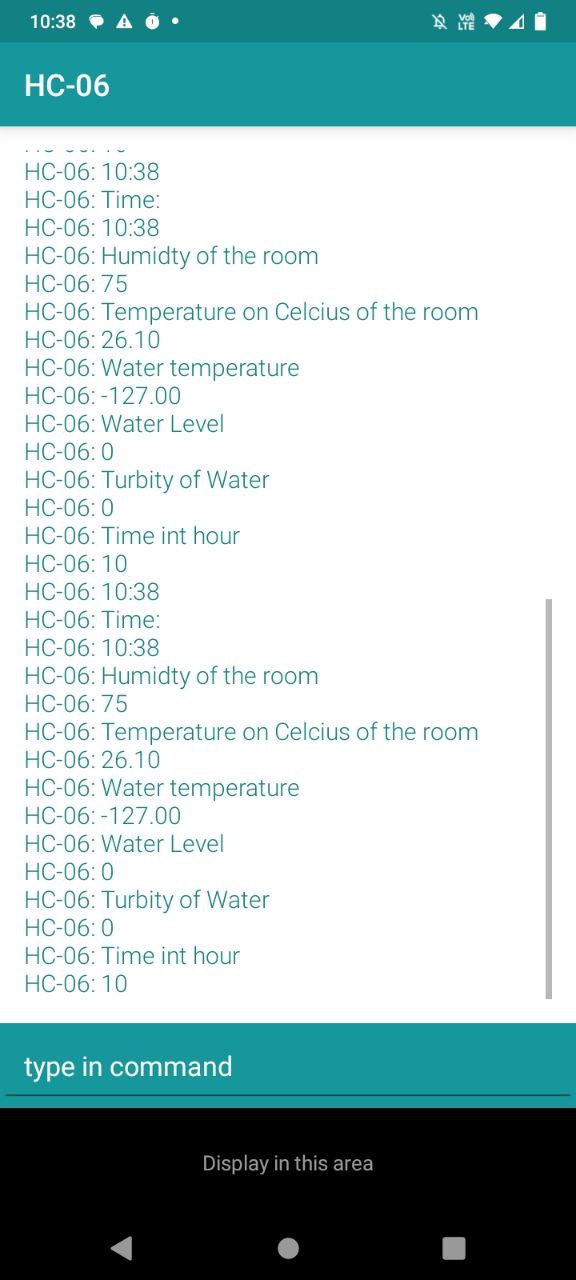 10:38
Vo))
LTE
HC-06
HC-06: 10:38
HC-06: Time:
HC-06: 10:38
HC-06: Humidty of the room
HC-06: 75
HC-06: Temperature on Celcius of the room
HC-06: 26.10
HC-06: Water temperature
HC-06: -127.00
HC-06: Water Level
HC-06: 0
HC-06: Turbity of Water
HC-06: 0
HC-06: Time int hour
HC-06: 10
HC-06: 10:38
HC-06: Time:
HC-06: 10:38
HC-06: Humidty of the room
HC-06: 75
HC-06: Temperature on Celcius of the room
HC-06: 26.10
HC-06: Water temperature
HC-06: -127.00
HC-06: Water Level
HC-06: 0
HC-06: Turbity of Water
HC-06: 0
HC-06: Time int hour
HC-06: 10
type in command
Display in this area